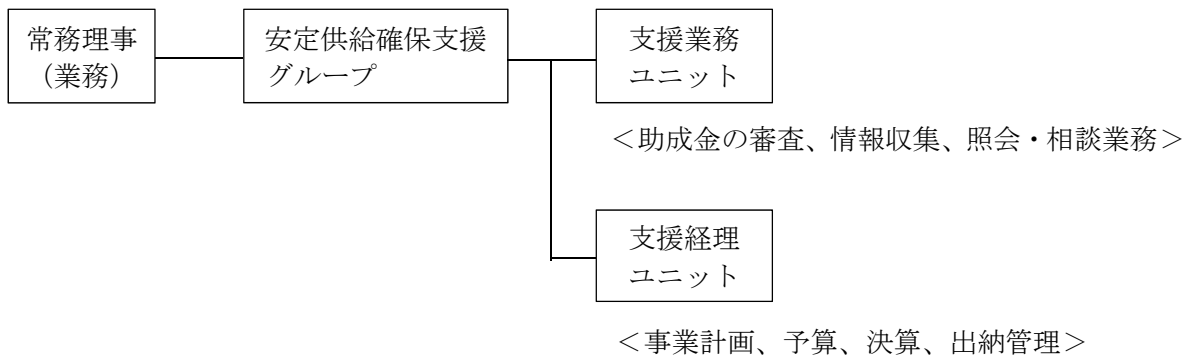 常務理事
（業務）
安定供給確保支援
グループ
支援業務
ユニット
＜助成金の審査、情報収集、照会・相談業務＞
支援経理
ユニット
＜事業計画、予算、決算、出納管理＞